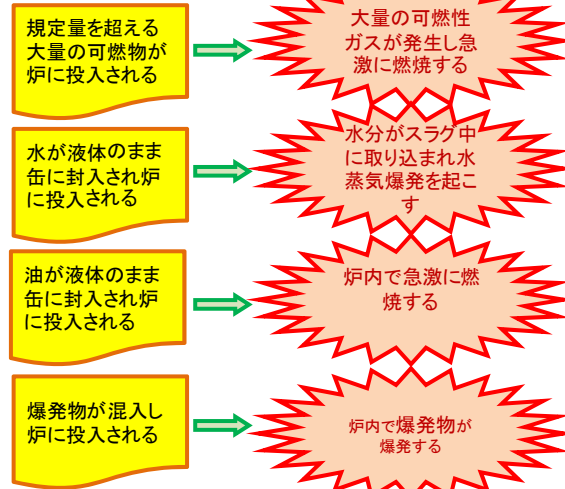 規定量を超える
大量の可燃物が
炉に投入される
大量の可燃性
ガスが発生し急
激に燃焼する
水が液体のまま
缶に封入され炉
に投入される
水分がスラグ中
に取り込まれ水
蒸気爆発を起こ
す
油が液体のまま
缶に封入され炉
に投入される
炉内で急激に燃
焼する
爆発物が混入し
炉に投入される
炉内で爆発物が
爆発する